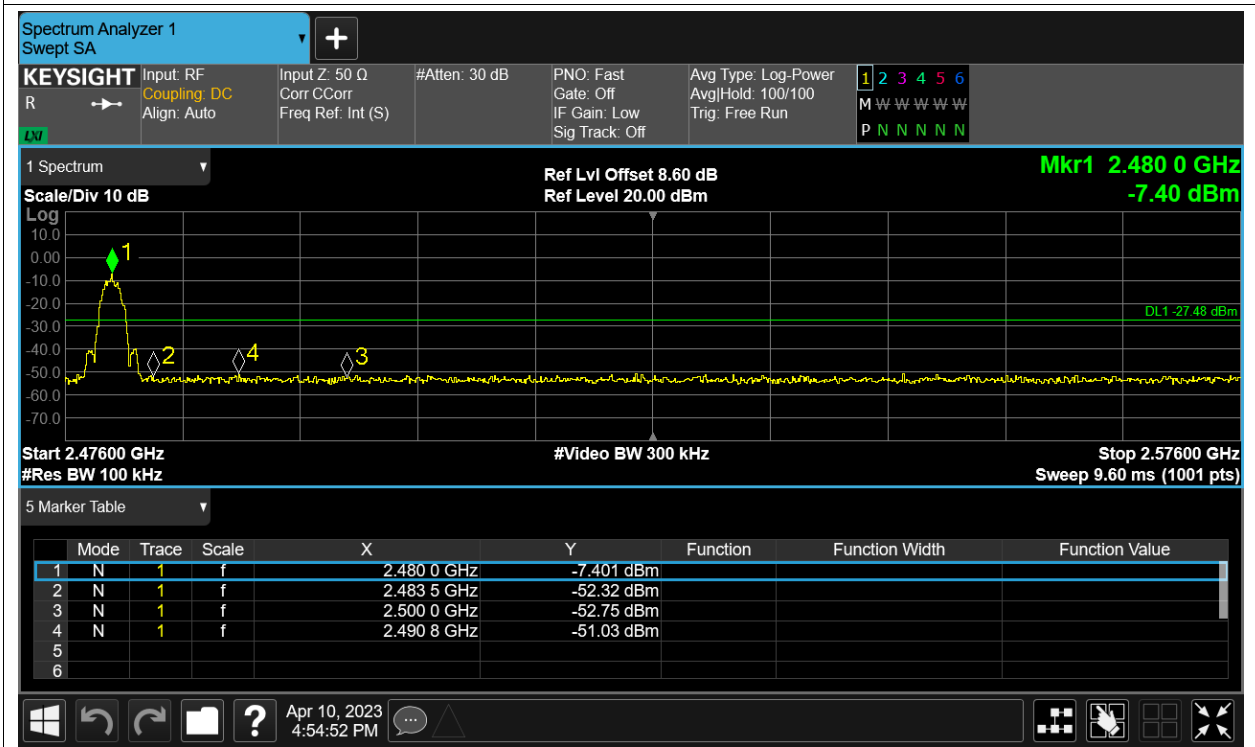 Spectrum Analyzer 1
Swept SA
KEYSIGHT
R
LXI
Input: RF
Coupling: DC
Align: Auto
Input Z: 50 Ω
Corr CCorr
Freq Ref: Int (S)
#Atten: 30 dB
PNO: Fast
Gate: Off
IF Gain: Low
Sig Track: Off
Avg Type: Log-Power
Avg|Hold: 100/100
Trig: Free Run
1 2 3 4 5 6
M W W W W W
P N N N N N
1 Spectrum
Scale/Div 10 dB
Ref Lvl Offset 8.60 dB
Ref Level 20.00 dBm
Mkr1 2.480 0 GHz
-7.40 dBm
Log
10.0
0.00
-10.0
-20.0
-30.0
-40.0
-50.0
-60.0
-70.0
1
2
4
3
DL1 -27.48 dBm
Start 2.47600 GHz
#Res BW 100 kHz
#Video BW 300 kHz
Stop 2.57600 GHz
Sweep 9.60 ms (1001 pts)
5 Marker Table
Mode Trace Scale X Y Function Function Width Function Value
1 N 1 f 2.480 0 GHz -7.401 dBm
2 N 1 f 2.483 5 GHz -52.32 dBm
3 N 1 f 2.500 0 GHz -52.75 dBm
4 N 1 f 2.490 8 GHz -51.03 dBm
5
6
?
Apr 10, 2023
4:54:52 PM